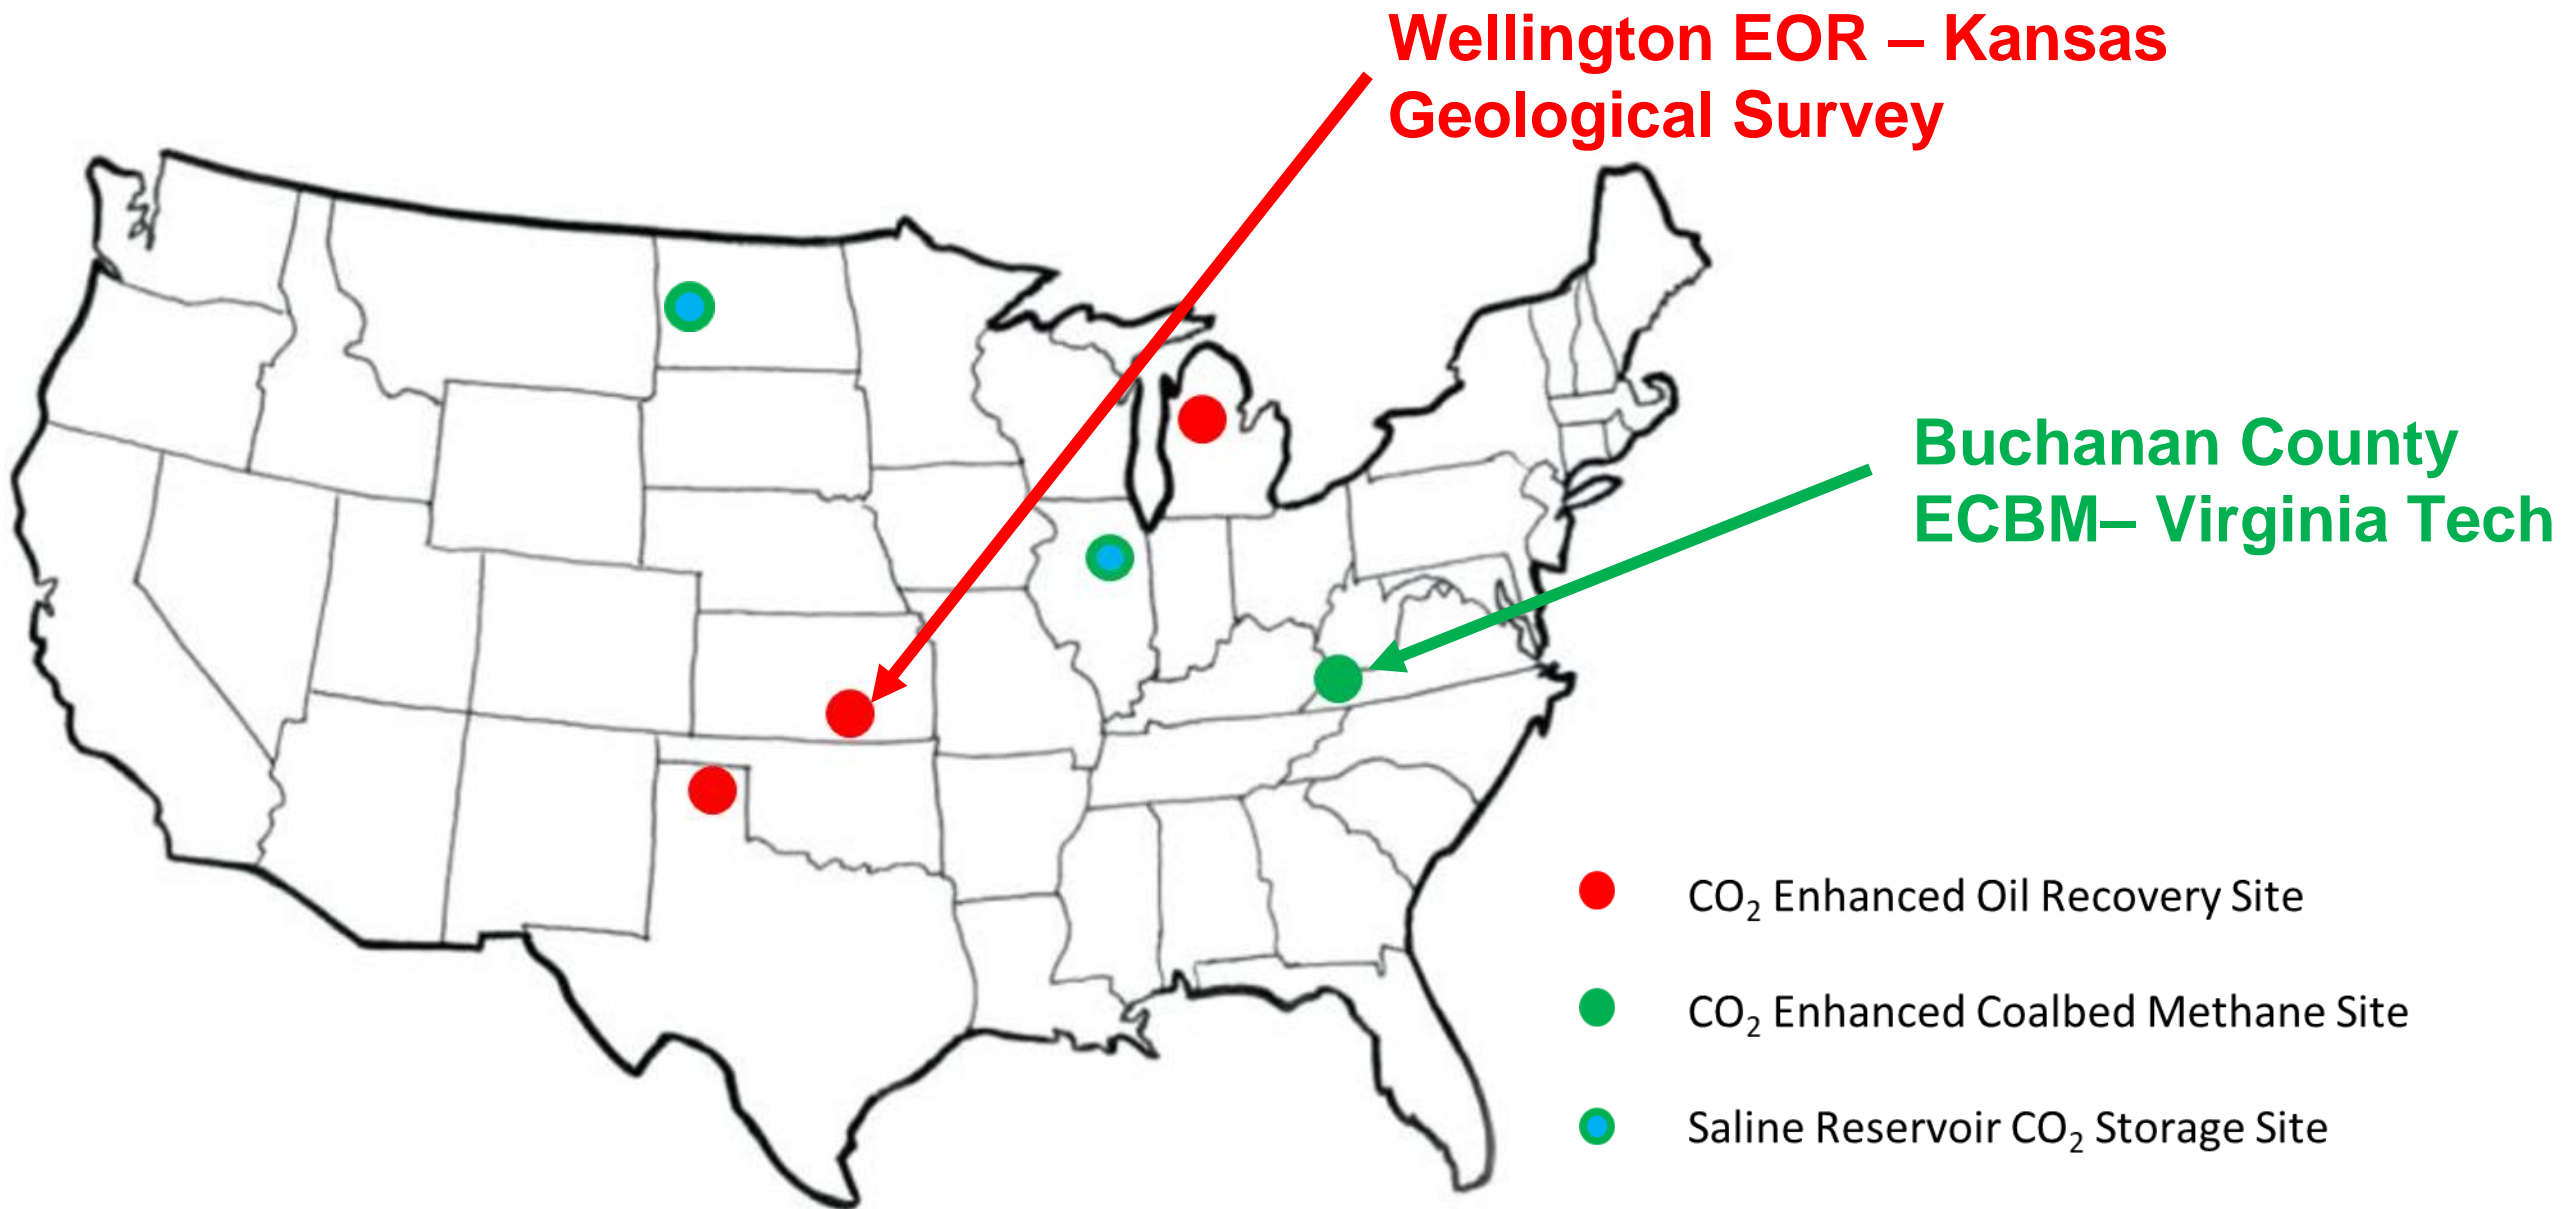 Wellington EOR – Kansas
Geological Survey
Buchanan County
ECBM– Virginia Tech
CO₂ Enhanced Oil Recovery Site
CO₂ Enhanced Coalbed Methane Site
Saline Reservoir CO₂ Storage Site